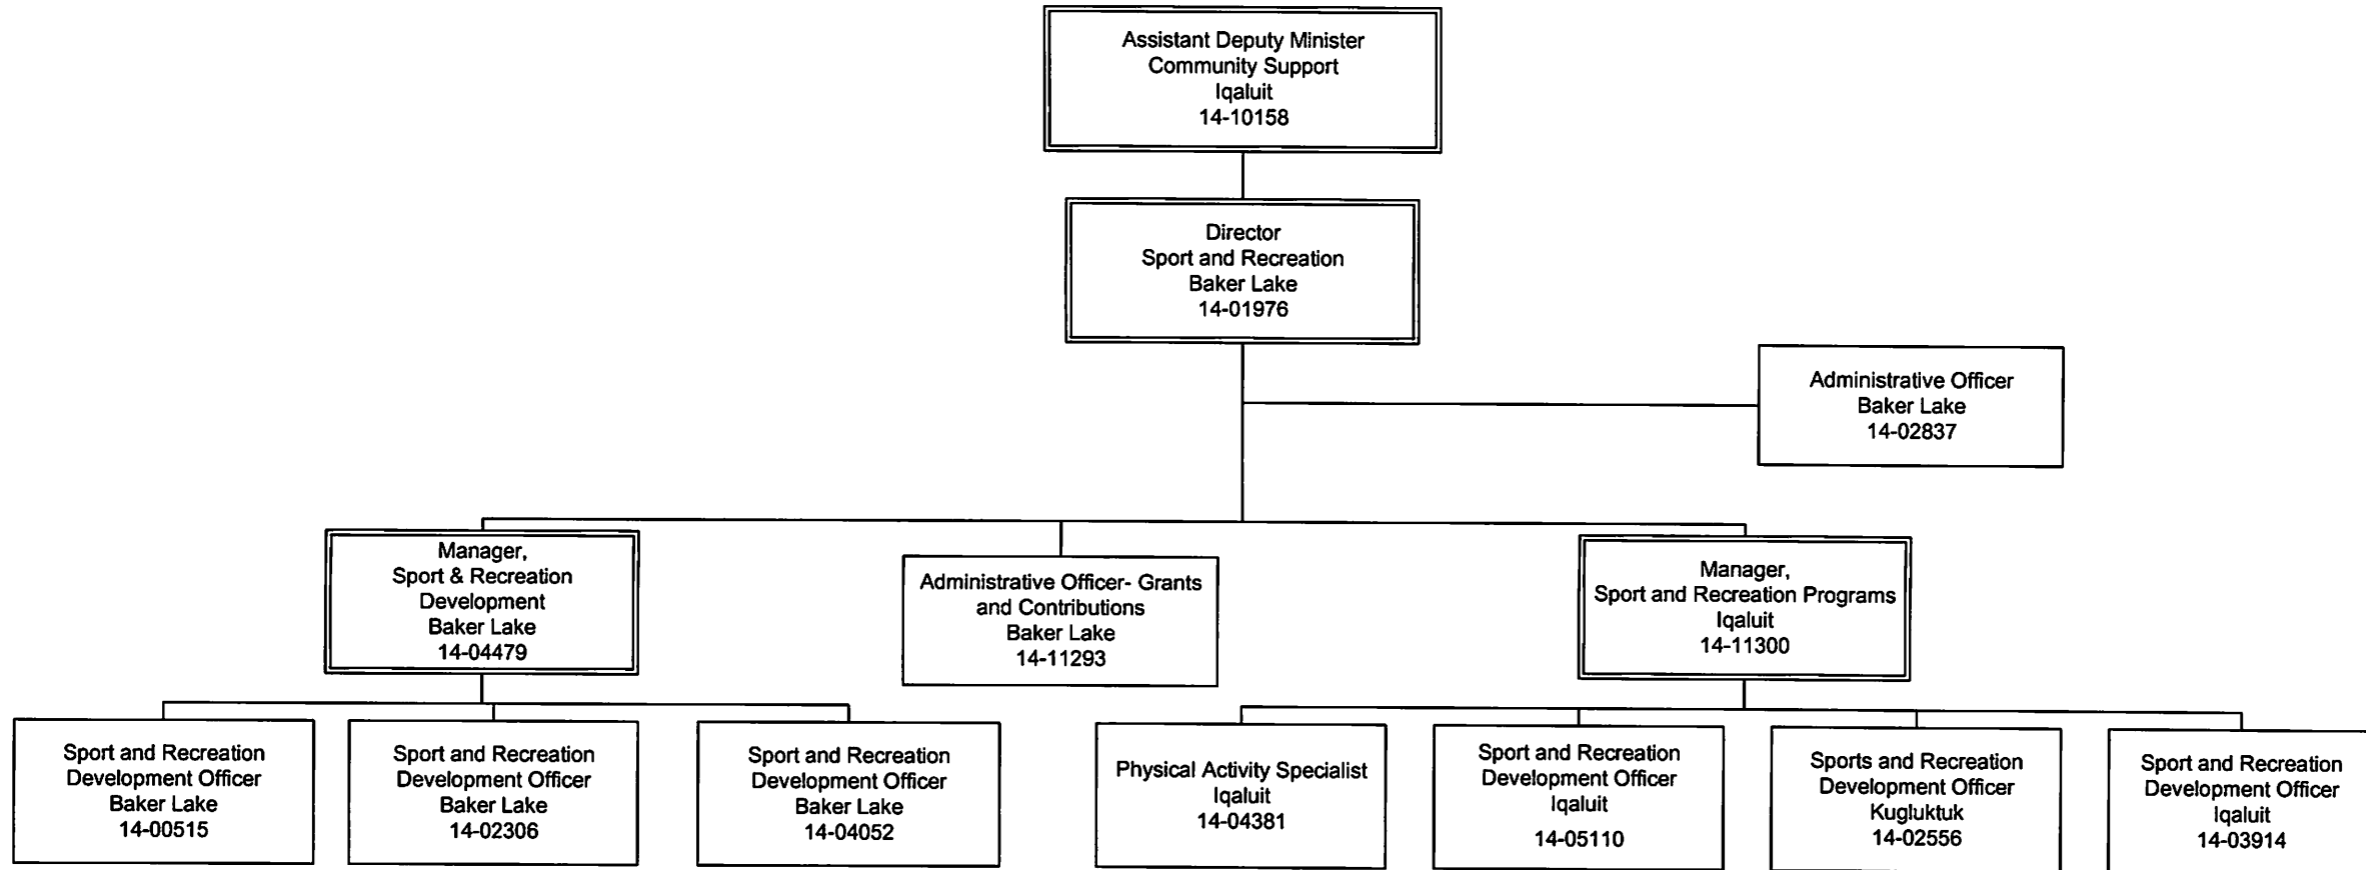 Assistant Deputy Minister
Community Support
Iqaluit
14-10158
Director
Sport and Recreation
Baker Lake
14-01976
Administrative Officer
Baker Lake
14-02837
Manager,
Sport & Recreation
Development
Baker Lake
14-04479
Administrative Officer- Grants
and Contributions
Baker Lake
14-11293
Manager,
Sport and Recreation Programs
Iqaluit
14-11300
Sport and Recreation
Development Officer
Baker Lake
14-00515
Sport and Recreation
Development Officer
Baker Lake
14-02306
Sport and Recreation
Development Officer
Baker Lake
14-04052
Physical Activity Specialist
Iqaluit
14-04381
Sport and Recreation
Development Officer
Iqaluit
14-05110
Sports and Recreation
Development Officer
Kugluktuk
14-02556
Sport and Recreation
Development Officer
Iqaluit
14-03914